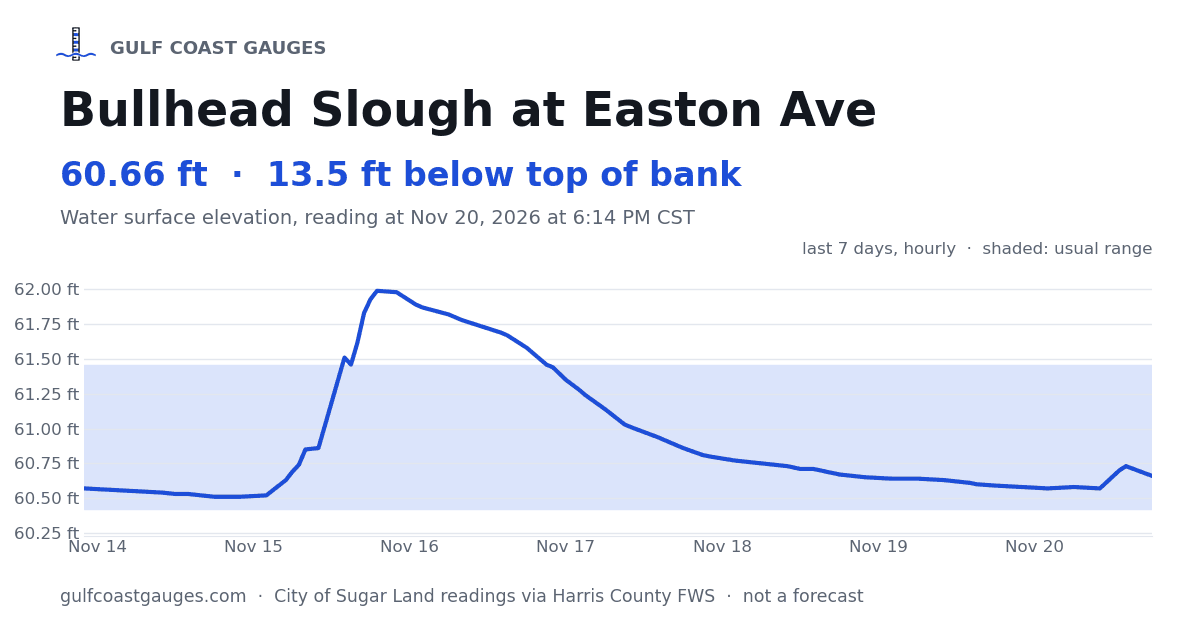 GULF COAST GAUGES
Bullhead Slough at Easton Ave
60.66 ft · 13.5 ft below top of bank
Water surface elevation, reading at Nov 20, 2026 at 6:14 PM CST
last 7 days, hourly · shaded: usual range
62.00 ft
61.75 ft
61.50 ft
61.25 ft
61.00 ft
60.75 ft
60.50 ft
60.25 ft
Nov 14 Nov 15 Nov 16 Nov 17 Nov 18 Nov 19 Nov 20
gulfcoastgauges.com · City of Sugar Land readings via Harris County FWS · not a forecast